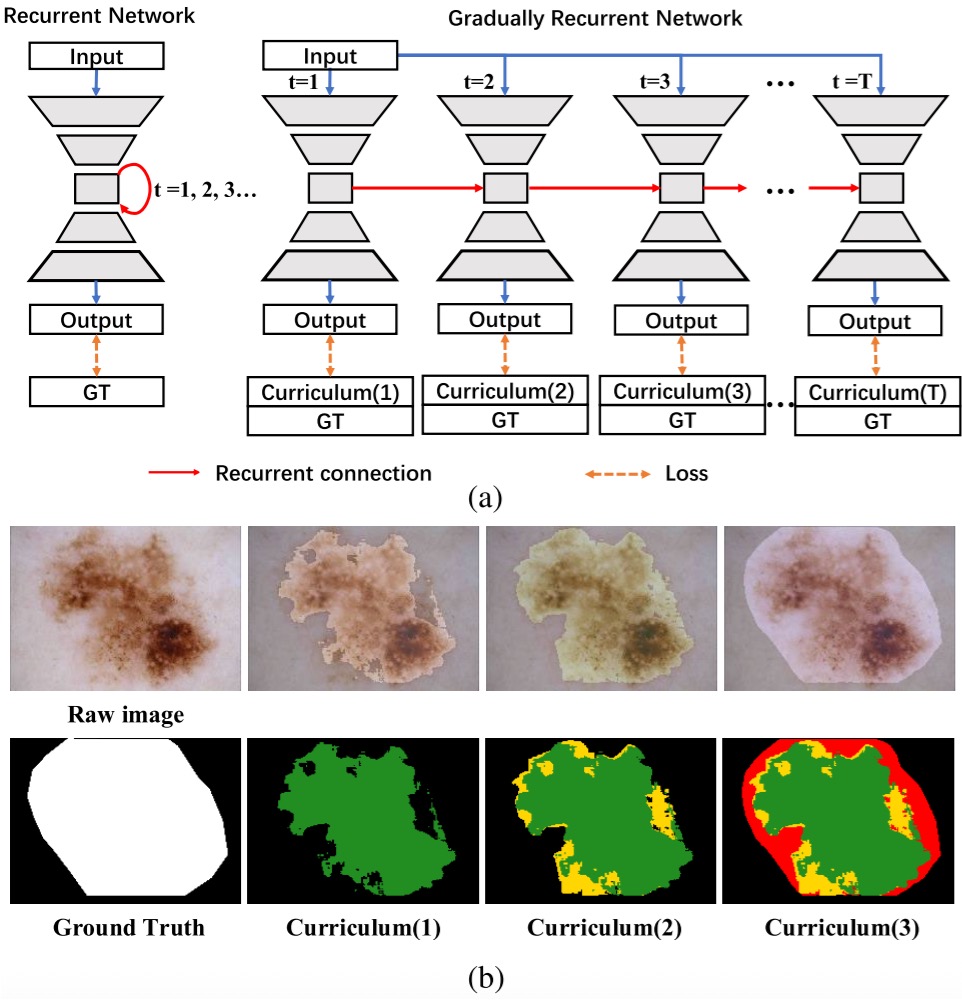 Recurrent Network
Gradually Recurrent Network
Input
Input
t=1
t=2
t=3
...
t =T
t =1, 2, 3...
...
Output
Output
Output
Output
Output
GT
Curriculum(1)
Curriculum(2)
Curriculum(3)
...
Curriculum(T)
GT
GT
GT
GT
Recurrent connection
Loss
(a)
Raw image
Ground Truth
Curriculum(1)
Curriculum(2)
Curriculum(3)
(b)